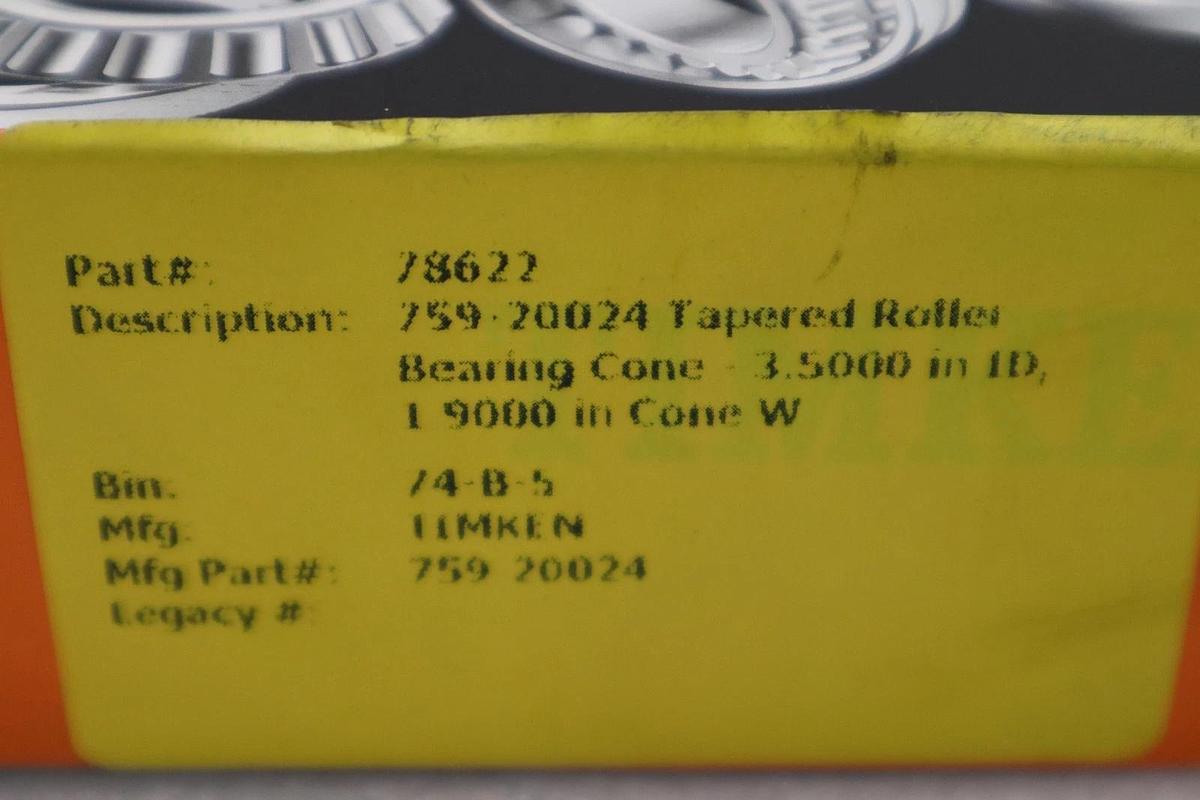 Part#: 78622
Description: 759-20024 Tapered Roller
Bearing Cone - 3.5000 in ID,
1.9000 in Cone W
Bin: 74-B-5
Mfg: TIMKEN
Mfg Part#: 759 20024
Legacy #: